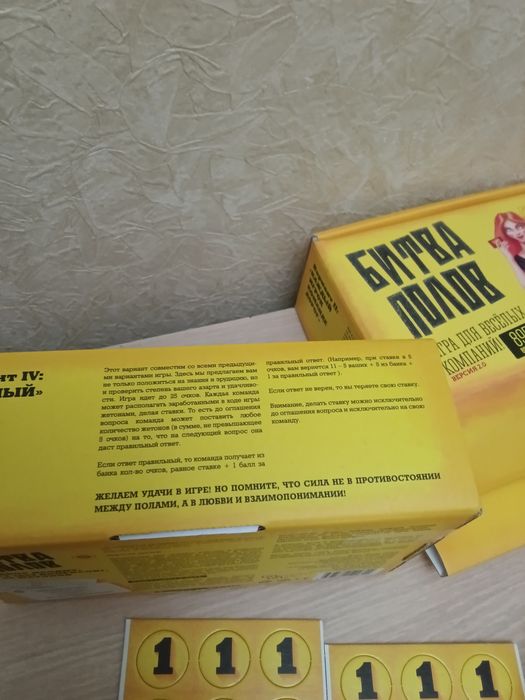 БИТВА
ПОЛОВ
ИГРА ДЛЯ ВЕСЁЛЫХ
КОМПАНИЙ!
ВЕРСИЯ 2.0
нт IV:
ный»
Этот вариант совместим со всеми предыдущи-
ми вариантами игры. Здесь мы предлагаем вам
не только положиться на знания и эрудицию, но
и проверить степень вашего азарта и удачливо-
сти. Игра идет до 25 очков. Каждая команда
может располагать заработанными в ходе игры
жетонами, делая ставки. То есть до оглашения
вопроса команда может поставить любое
количество жетонов (в сумме, не превышающее
5 очков) на то, что на следующий вопрос она
даст правильный ответ.
Если ответ правильный, то команда получает из
банка кол-во очков, равное ставке + 1 балл за
правильный ответ. (Например, при ставке в 5
очков, вам вернется 11 - 5 ваших + 5 из банка +
1 за правильный ответ ).
Если ответ не верен, то вы теряете свою ставку.
Внимание, делать ставку можно исключительно
до оглашения вопроса и исключительно на свою
команду.
ЖЕЛАЕМ УДАЧИ В ИГРЕ! НО ПОМНИТЕ, ЧТО СИЛА НЕ В ПРОТИВОСТОЯНИИ
МЕЖДУ ПОЛАМИ, А В ЛЮБВИ И ВЗАИМОПОНИМАНИИ!
БИТВА
ПОЛОВ
1 1 1
1 1 1